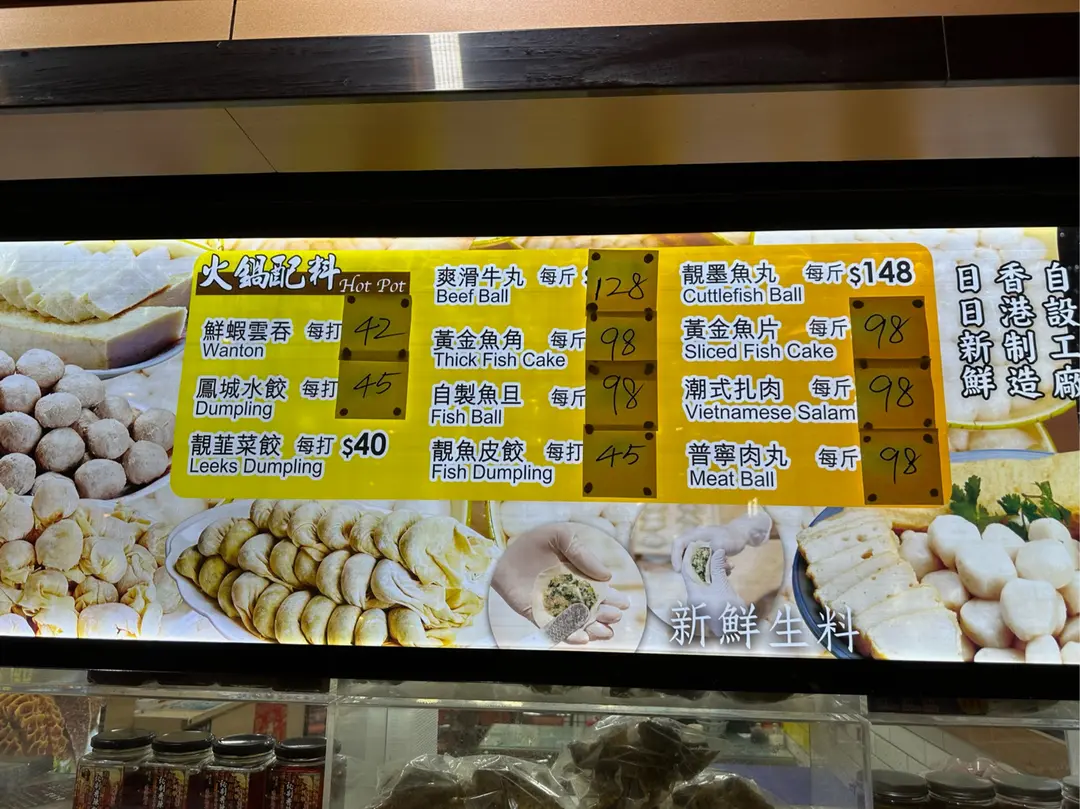 火鍋配料 Hot Pot
鮮蝦雲吞 每打 42
Wanton
鳳城水餃 每打 45
Dumpling
靚韮菜餃 每打 $40
Leeks Dumpling
爽滑牛丸 每斤 128
Beef Ball
黃金魚角 每斤 98
Thick Fish Cake
自製魚旦 每斤 98
Fish Ball
靚魚皮餃 每打 45
Fish Dumpling
靚墨魚丸 每斤 $148
Cuttlefish Ball
黃金魚片 每斤 98
Sliced Fish Cake
潮式扎肉 每斤 98
Vietnamese Salam
普寧肉丸 每斤 98
Meat Ball
自設工廠
香港制造
日日新鮮
新鮮生料